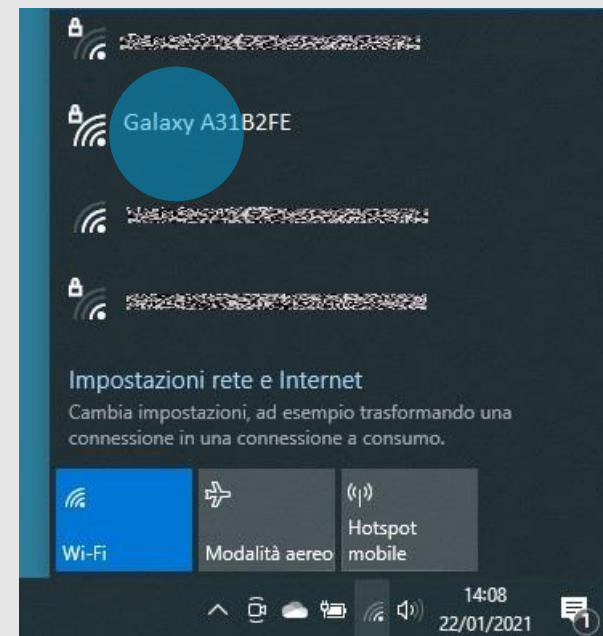 Galaxy A31B2FE
Impostazioni rete e Internet
Cambia impostazioni, ad esempio trasformando una
connessione in una connessione a consumo.
Wi-Fi
Modalità aereo
Hotspot
mobile
14:08
22/01/2021
1